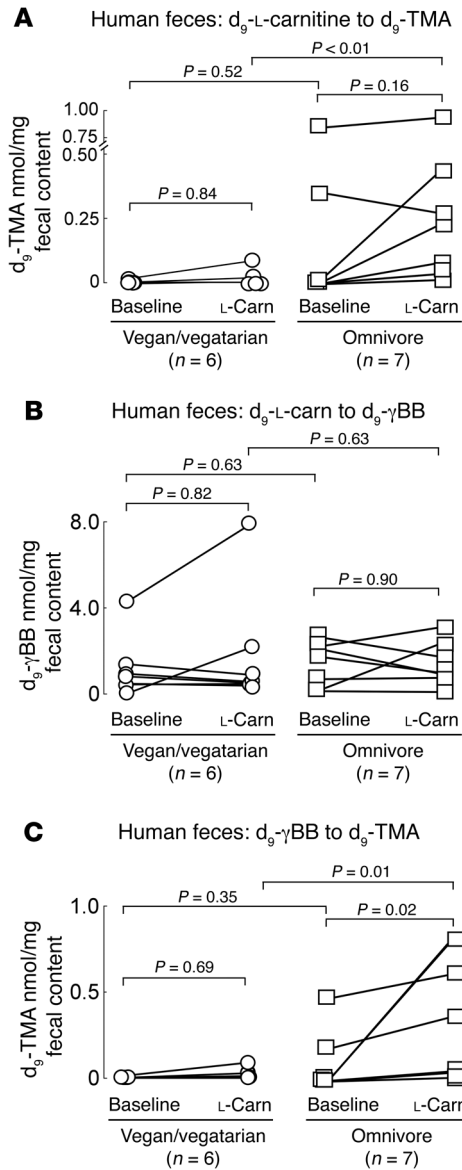 A Human feces: d9-L-carnitine to d9-TMA
P < 0.01
P = 0.52
P = 0.16
1.00
0.75
0.50
P = 0.84
0.25
0
d9-TMA nmol/mg
fecal content
Baseline L-Carn Baseline L-Carn
Vegan/vegatarian Omnivore
(n = 6) (n = 7)
B Human feces: d9-L-carn to d9-γBB
P = 0.63
P = 0.63
P = 0.82
8.0
P = 0.90
4.0
0
d9-γBB nmol/mg
fecal content
Baseline L-Carn Baseline L-Carn
Vegan/vegatarian Omnivore
(n = 6) (n = 7)
C Human feces: d9-γBB to d9-TMA
P = 0.01
P = 0.35
1.0
P = 0.02
P = 0.69
0.5
0
d9-TMA nmol/mg
fecal content
Baseline L-Carn Baseline L-Carn
Vegan/vegatarian Omnivore
(n = 6) (n = 7)